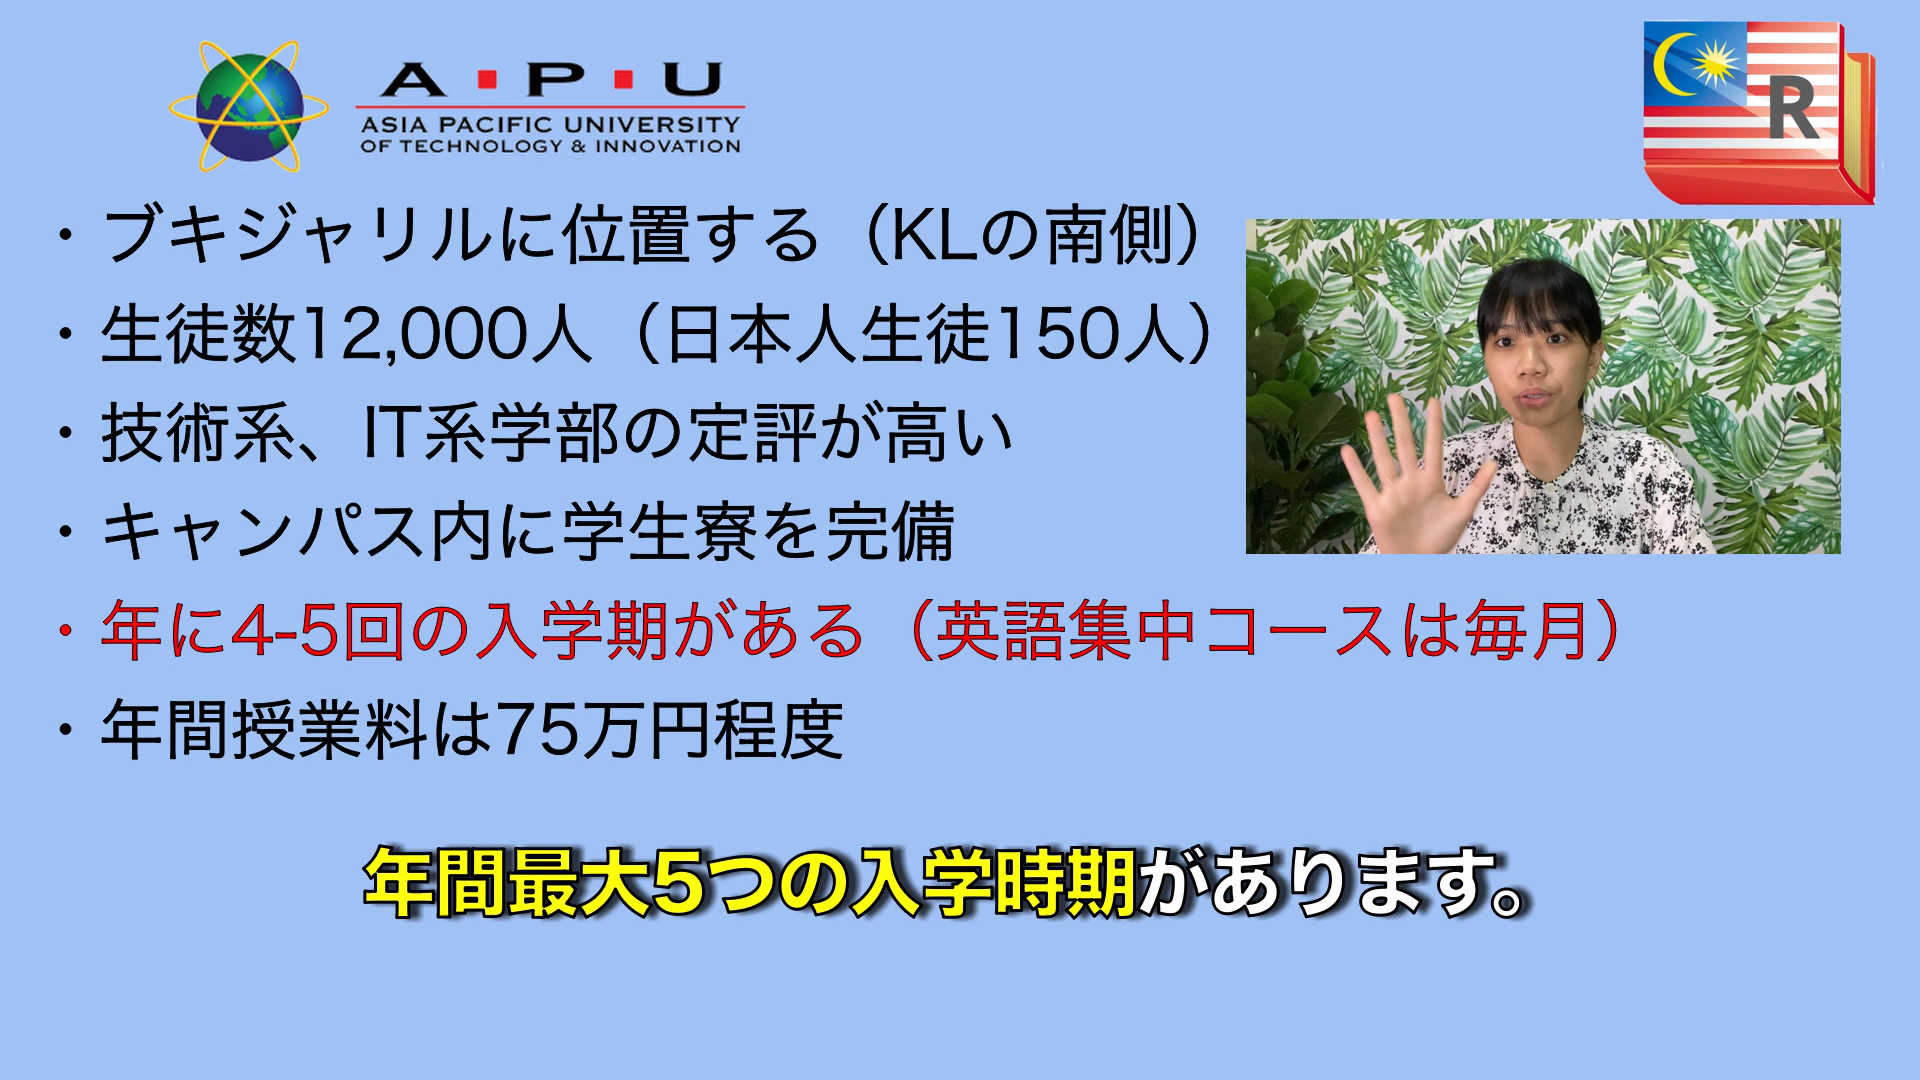 A·P·U
ASIA PACIFIC UNIVERSITY
OF TECHNOLOGY & INNOVATION
R
・ブキジャリルに位置する（KLの南側）
・生徒数12,000人（日本人生徒150人）
・技術系、IT系学部の定評が高い
・キャンパス内に学生寮を完備
・年に4-5回の入学期がある（英語集中コースは毎月）
・年間授業料は75万円程度
年間最大5つの入学時期があります。